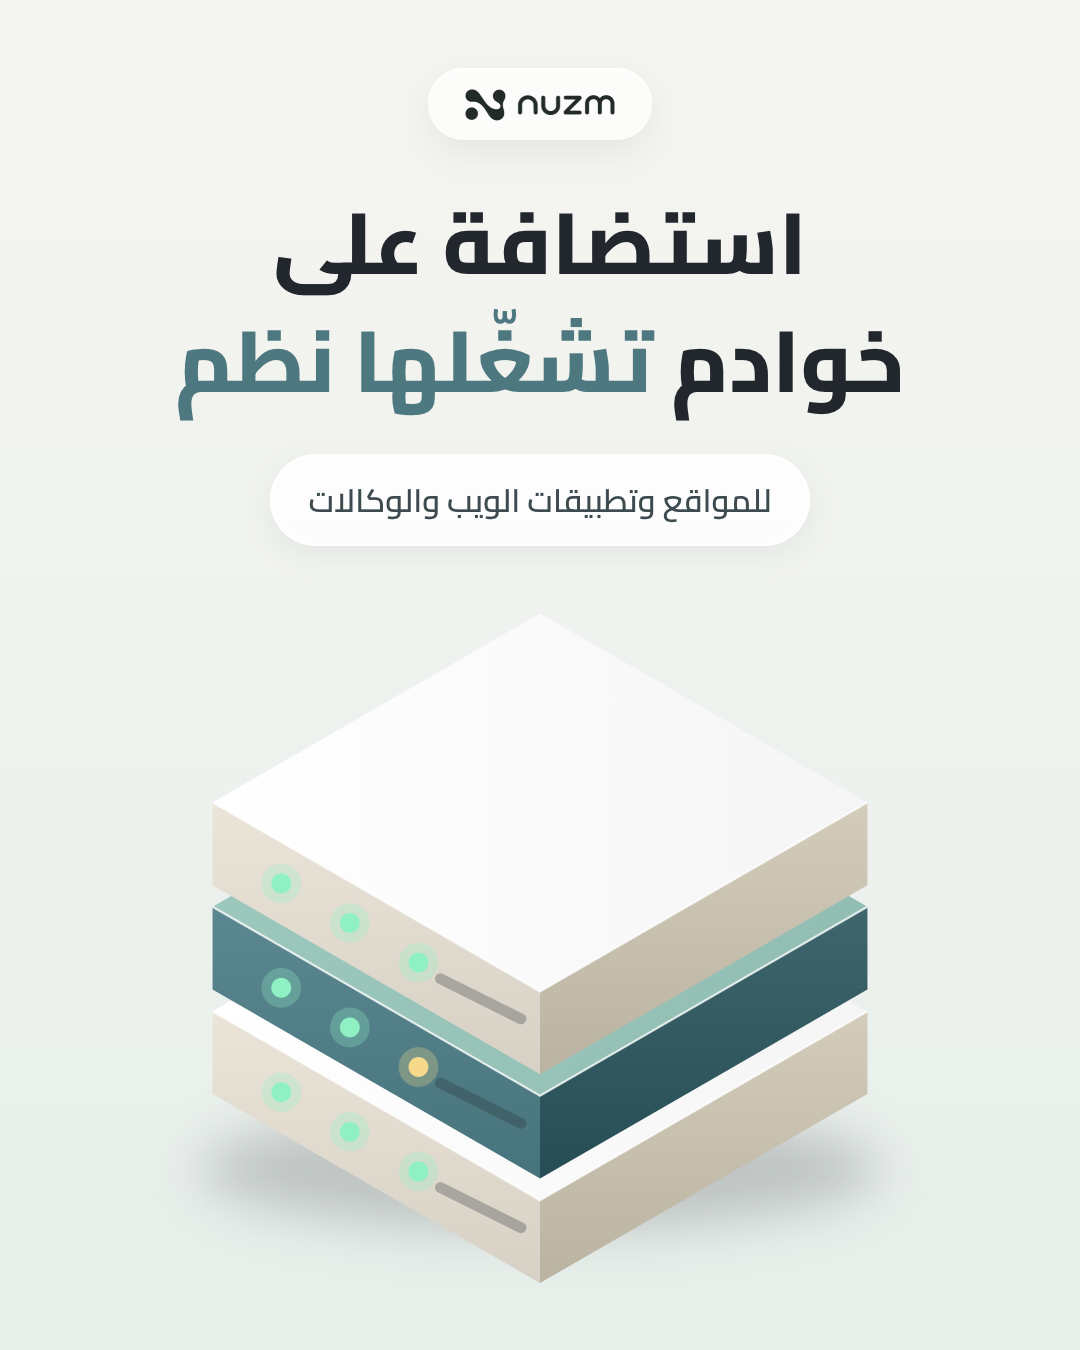 nuzm
استضافة على
خوادم تشغّلها نظم
للمواقع وتطبيقات الويب والوكالات